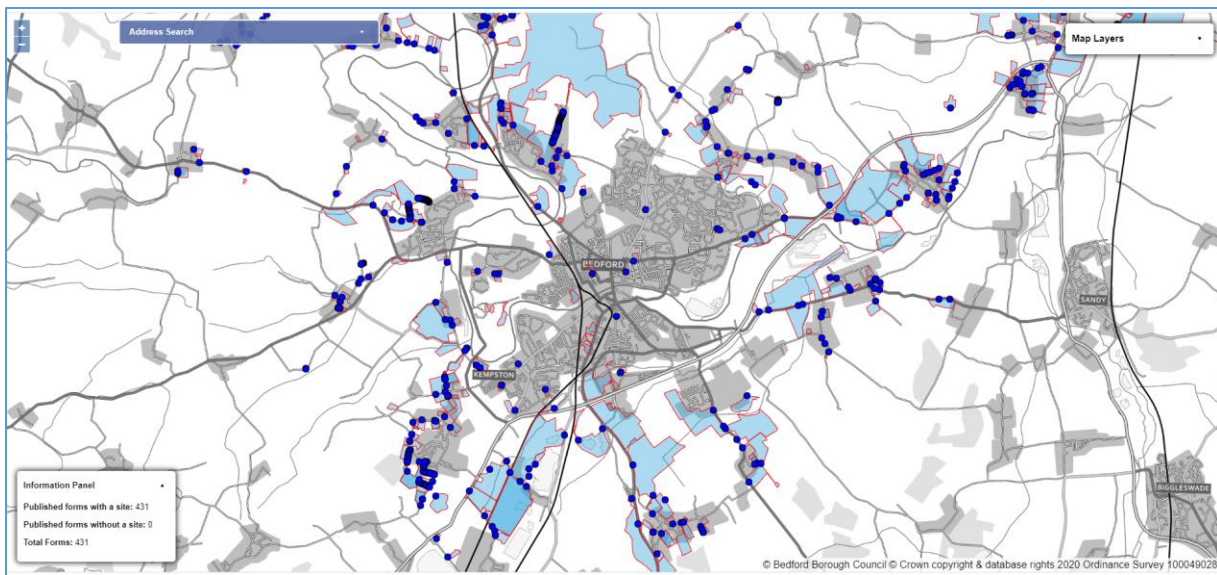 +
Address Search
−
Map Layers
BEDFORD
SANDY
KEMPSTON
Information Panel
Published forms with a site: 431
Published forms without a site: 0
Total Forms: 431
BIGGLESWADE
© Bedford Borough Council © Crown copyright & database rights 2020 Ordinance Survey 100049028